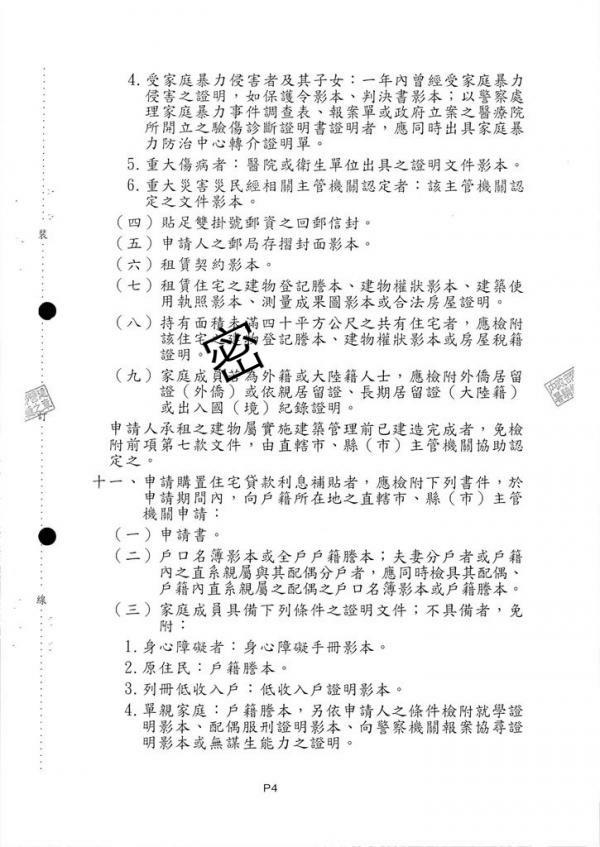 4.受家庭暴力侵害者及其子女：一年內曾經受家庭暴力
侵害之證明，如保護令影本、判決書影本；以警察處
理家庭暴力事件調查表、報案單或政府立案之醫療院
所開立之驗傷診斷證明書證明者，應同時出具家庭暴
力防治中心轉介證明單。
5.重大傷病者：醫院或衛生單位出具之證明文件影本。
6.重大災害災民經相關主管機關認定者：該主管機關認
定之文件影本。
（四）貼足雙掛號郵資之回郵信封。
（五）申請人之郵局存摺封面影本。
（六）租賃契約影本。
（七）租賃住宅之建物登記謄本、建物權狀影本、建築使
用執照影本、測量成果圖影本或合法房屋證明。
（八）持有面積未滿四十平方公尺之共有住宅者，應檢附
該住宅 建物登記謄本、建物權狀影本或房屋稅籍
證明。
密
（九）家庭成員若為外籍或大陸籍人士，應檢附外僑居留
證（外僑）或依親居留證、長期居留證（大陸籍）
或出入國（境）紀錄證明。
申請人承租之建物屬實施建築管理前已建造完成者，免檢
附前項第七款文件，由直轄市、縣（市）主管機關協助認
定之。
十一、申請購置住宅貸款利息補貼者，應檢附下列書件，於
申請期間內，向戶籍所在地之直轄市、縣（市）主管
機關申請：
（一）申請書。
（二）戶口名簿影本或全戶戶籍謄本；夫妻分戶者或戶籍
內之直系親屬與其配偶分戶者，應同時檢具其配偶、
戶籍內直系親屬之配偶之戶口名簿影本或戶籍謄本。
（三）家庭成員具備下列條件之證明文件；不具備者，免
附：
1.身心障礙者：身心障礙手冊影本。
2.原住民：戶籍謄本。
3.列冊低收入戶：低收入戶證明影本。
4.單親家庭：戶籍謄本，另依申請人之條件檢附就學證
明影本、配偶服刑證明影本、向警察機關報案協尋證
明影本或無謀生能力之證明。
裝
訂
線
P4